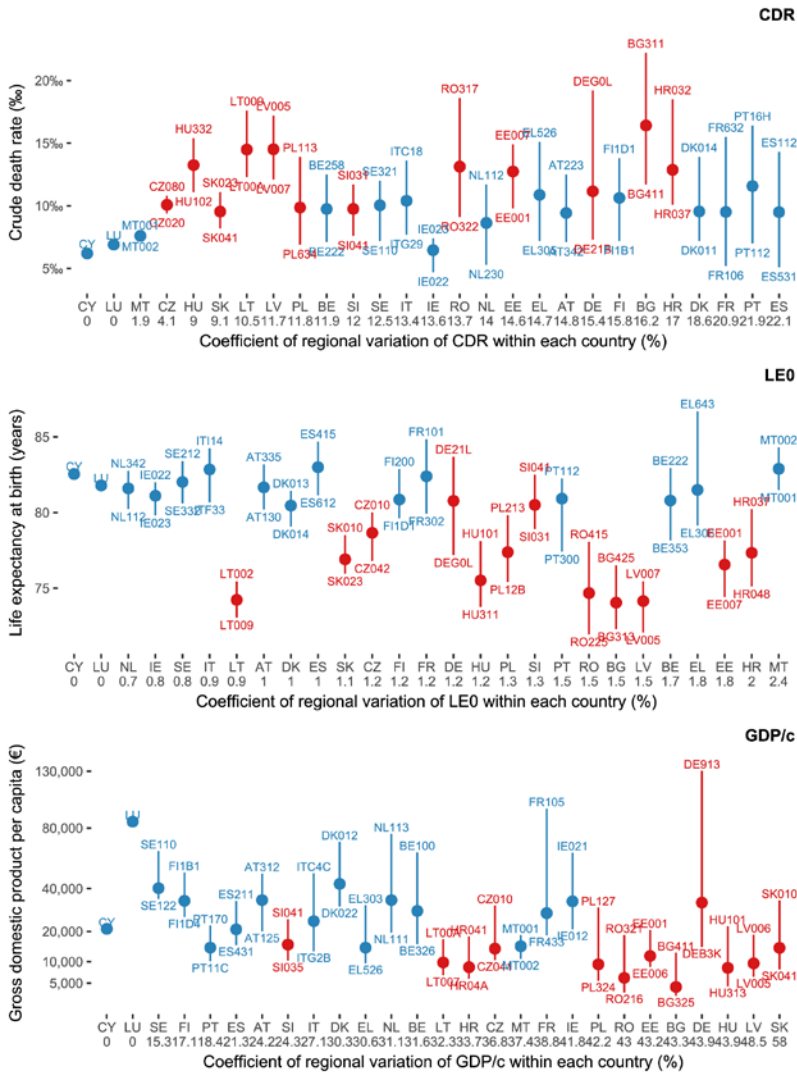 CDR
Crude death rate (‰)
20‰
15‰
10‰
5‰
CY LU MT001 MT002 CZ080 CZ020 HU332 HU102 SK023 SK041 LT009 LT00A LV005 LV007 PL113 PL634 BE258 BE222 SI031 SI041 SE321 SE110 ITC18 ITG29 IE023 IE022 RO317 RO322 NL112 NL230 EE007 EE001 EL526 EL305 AT223 AT342 DEG0L DE21B FI1D1 FI1B1 BG311 BG411 HR032 HR037 DK014 DK011 FR632 FR106 PT16H PT112 ES112 ES531
CY LU MT CZ HU SK LT LV PL BE SI SE IT IE RO NL EE EL AT DE FI BG HR DK FR PT ES
0 0 1.9 4.1 9 9.1 10.5 11.7 11.8 11.9 12 12.5 13.4 13.6 13.7 14 14.6 14.7 14.8 15.4 15.8 16.2 17 18.6 20.9 21.9 22.1
Coefficient of regional variation of CDR within each country (%)
LE0
Life expectancy at birth (years)
85
80
75
CY LU NL342 NL112 IE022 IE023 SE212 SE332 ITI14 ITF33 LT002 LT009 AT335 AT130 DK013 DK014 ES415 ES612 SK010 SK023 CZ010 CZ042 FI200 FI1D1 FR101 FR302 DE21L DEG0L HU101 HU311 PL213 PL12B SI041 SI031 PT112 PT300 RO415 RO225 BG425 BG313 LV007 LV005 BE222 BE353 EL643 EE001 EE007 HR037 HR048 MT002 MT001
CY LU NL IE SE IT LT AT DK ES SK CZ FI FR DE HU PL SI PT RO BG LV BE EL EE HR MT
0 0 0.7 0.8 0.8 0.9 0.9 1 1 1 1.1 1.2 1.2 1.2 1.2 1.2 1.3 1.3 1.5 1.5 1.5 1.5 1.7 1.8 1.8 2 2.4
Coefficient of regional variation of LE0 within each country (%)
GDP/c
Gross domestic product per capita (€)
130,000
80,000
40,000
20,000
5,000
CY LU SE110 SE122 FI1B1 FI1D4 PT170 PT11C ES211 ES431 AT312 AT125 SI041 SI035 ITC4C ITG2B DK012 DK022 EL303 EL526 NL113 NL111 BE100 BE326 LT00A LT007 HR041 HR04A CZ010 CZ041 MT001 MT002 FR105 FR433 IE021 IE012 PL127 PL324 RO321 RO216 EE001 EE006 BG411 BG325 DE913 DEB3K HU101 HU313 LV006 LV005 SK010 SK041
CY LU SE FI PT ES AT SI IT DK EL NL BE LT HR CZ MT FR IE PL RO EE BG DE HU LV SK
0 0 15.3 17.1 18.4 21.3 24.2 24.3 27.1 30.3 30.6 31.1 31.6 32.3 33.7 36.8 37.4 38.8 41.8 42.2 43 43.2 43.3 43.9 43.9 48.5 58
Coefficient of regional variation of GDP/c within each country (%)